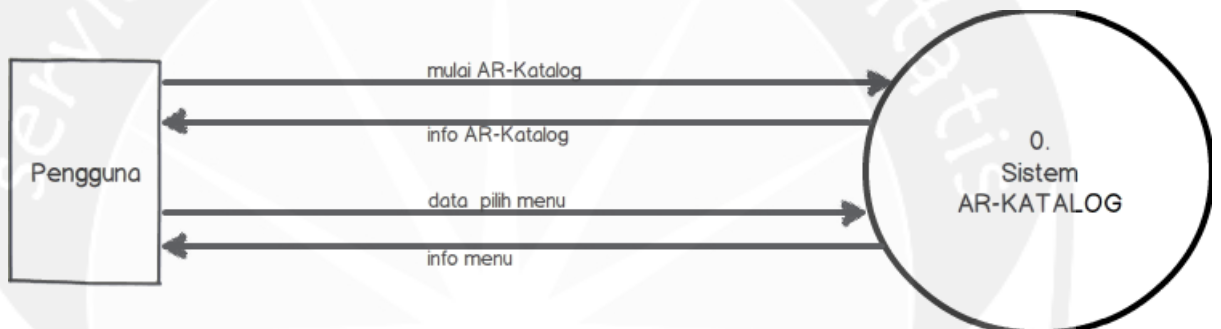 mulai AR-Katalog
info AR-Katalog
Pengguna
data pilih menu
info menu
0.
Sistem
AR-KATALOG